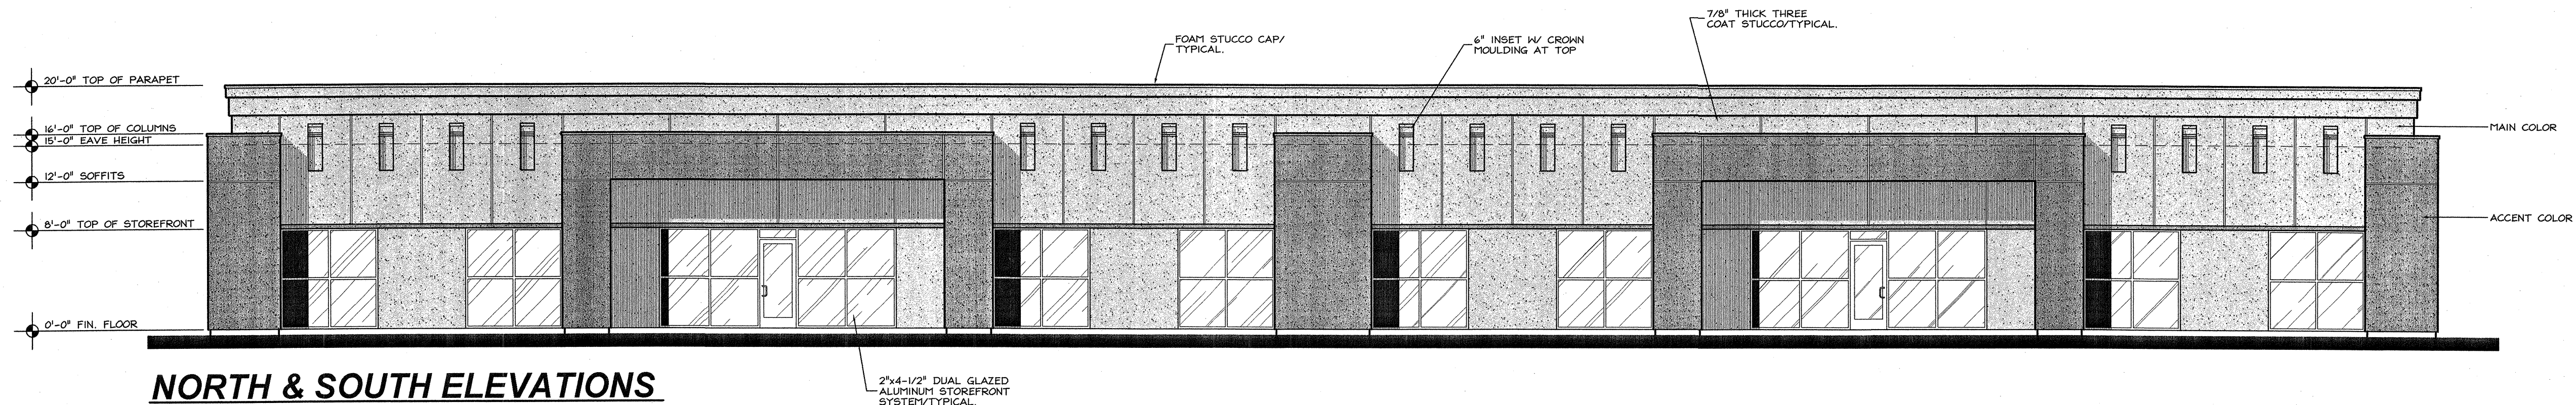 FOAM STUCCO CAP/
TYPICAL.
6" INSET W/ CROWN
MOULDING AT TOP
7/8" THICK THREE
COAT STUCCO/TYPICAL.
20'-0" TOP OF PARAPET
16'-0" TOP OF COLUMNS
15'-0" EAVE HEIGHT
12'-0" SOFFITS
8'-0" TOP OF STOREFRONT
0'-0" FIN. FLOOR
MAIN COLOR
ACCENT COLOR
2"x4-1/2" DUAL GLAZED
ALUMINUM STOREFRONT
SYSTEM/TYPICAL.
NORTH & SOUTH ELEVATIONS